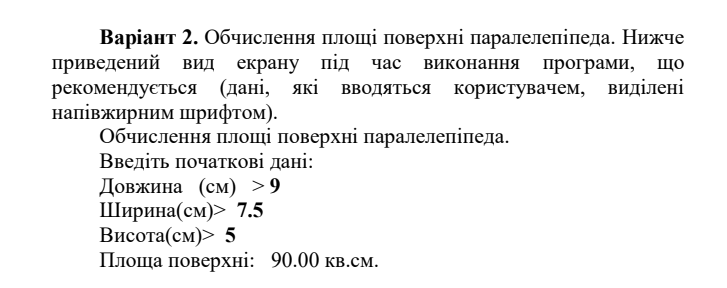 Варіант 2. Обчислення площі поверхні паралелепіпеда. Нижче
приведений вид екрану під час виконання програми, що
рекомендується (дані, які вводяться користувачем, виділені
напівжирним шрифтом).
Обчислення площі поверхні паралелепіпеда.
Введіть початкові дані:
Довжина (см) > 9
Ширина(см)> 7.5
Висота(см)> 5
Площа поверхні: 90.00 кв.см.